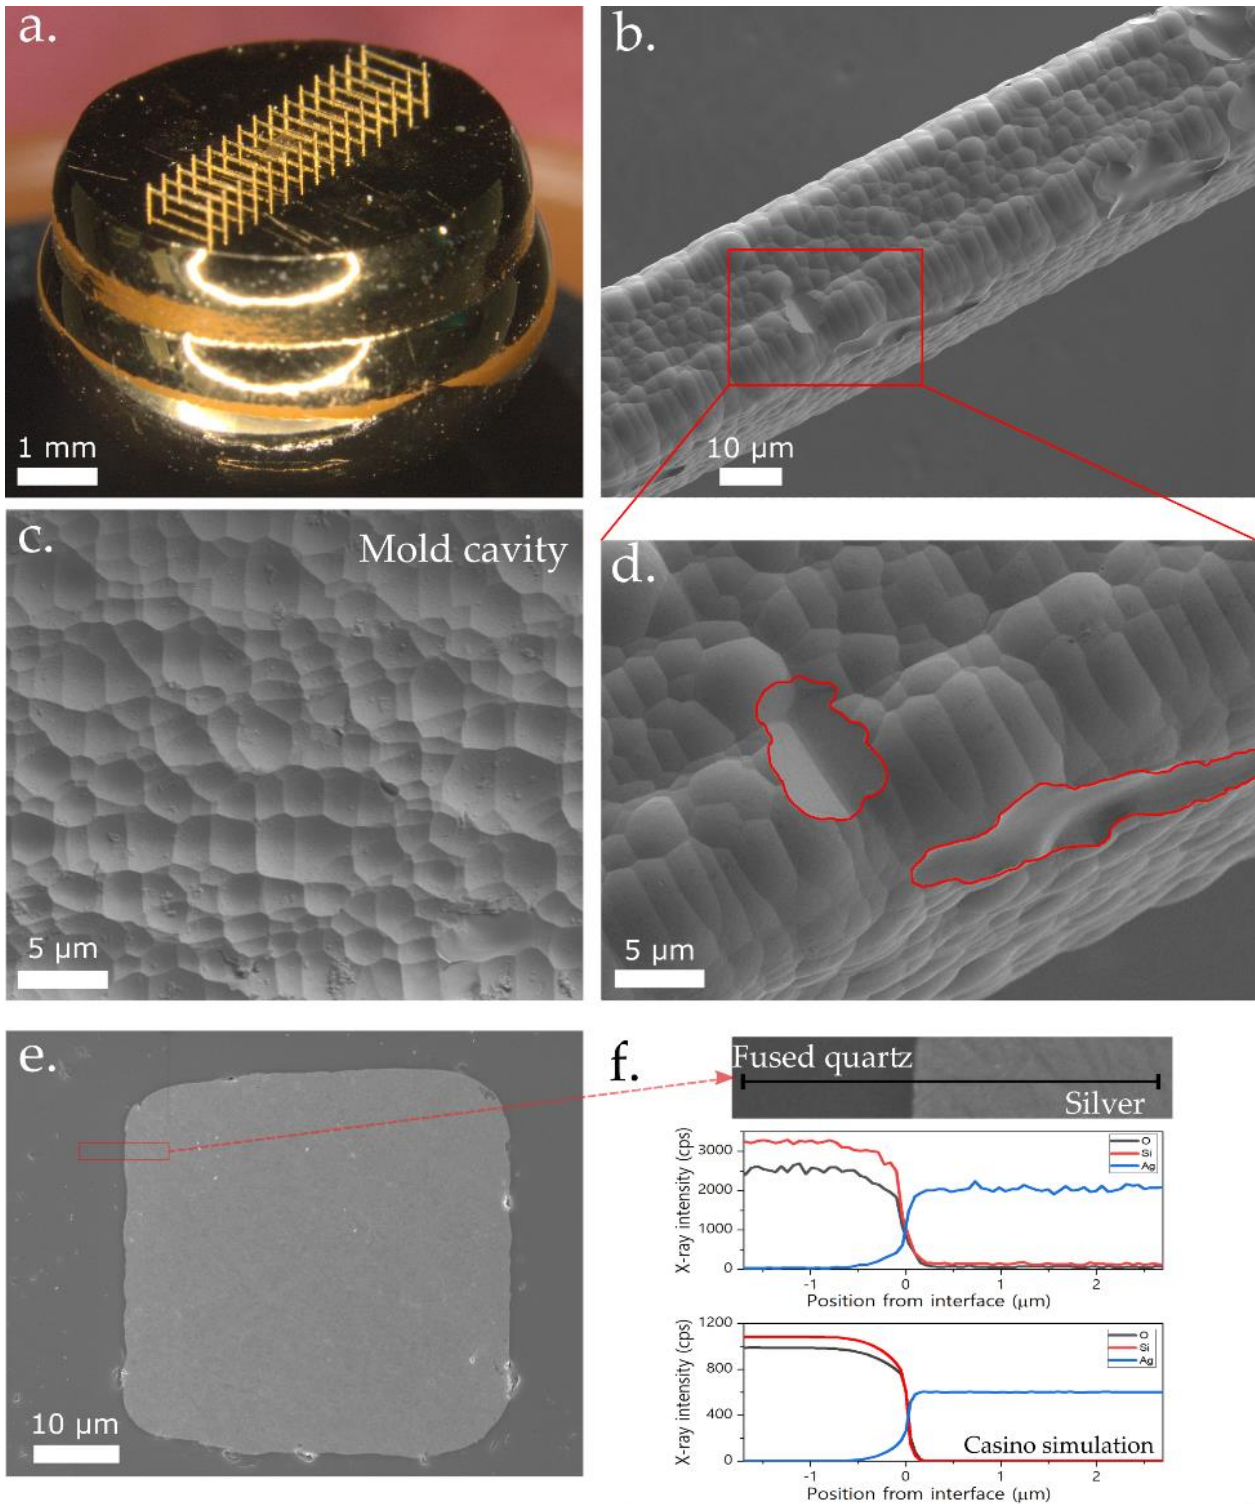 a.
1 mm
b.
10 μm
c.
Mold cavity
5 μm
d.
5 μm
e.
10 μm
f.
Fused quartz
Silver
X-ray intensity (cps)
3000
2000
1000
0
O
Si
Ag
-1
0
1
2
Position from interface (μm)
X-ray intensity (cps)
1200
800
400
0
O
Si
Ag
Casino simulation
-1
0
1
2
Position from interface (μm)